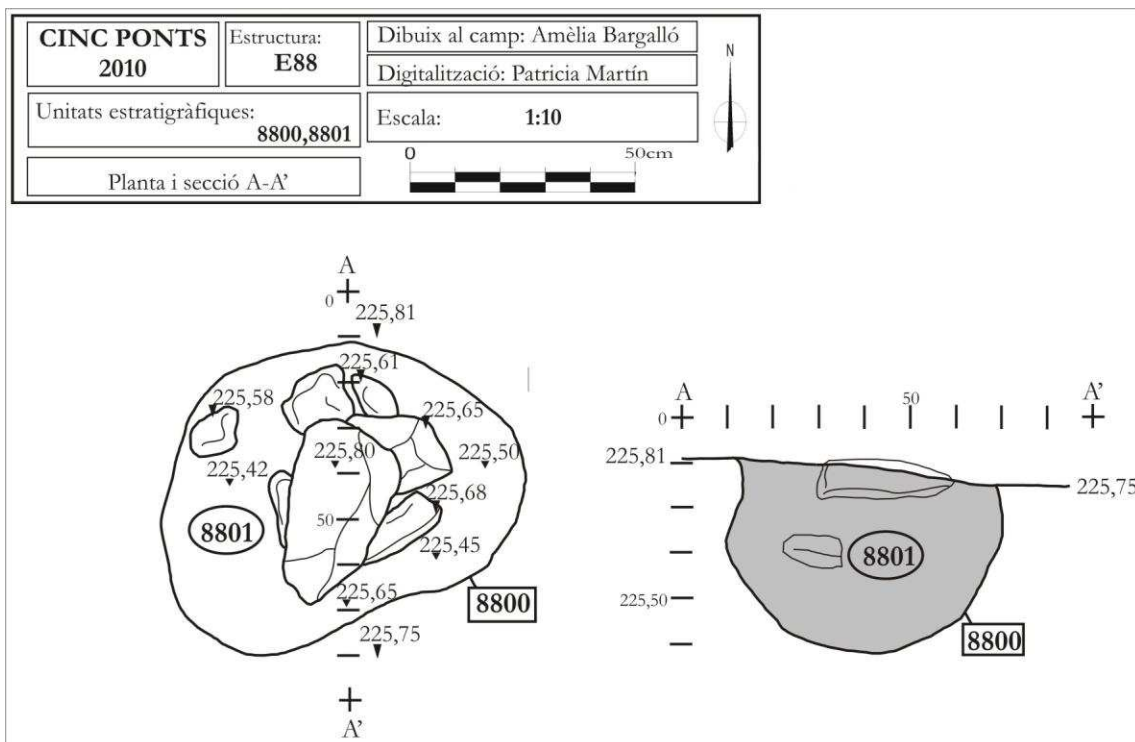 CINC PONTS
2010
Estructura:
E88
Dibuix al camp: Amèlia Bargalló
Digitalització: Patricia Martín
Unitats estratigràfiques:
8800,8801
Escala: 1:10
Planta i secció A-A’
0 50cm
N
A
0
225,81
225,61
225,58
225,65
225,80
225,50
225,42
225,68
50
8801
225,45
225,65
8800
225,75
A’
A
50
A’
0
225,81
225,75
8801
225,50
8800